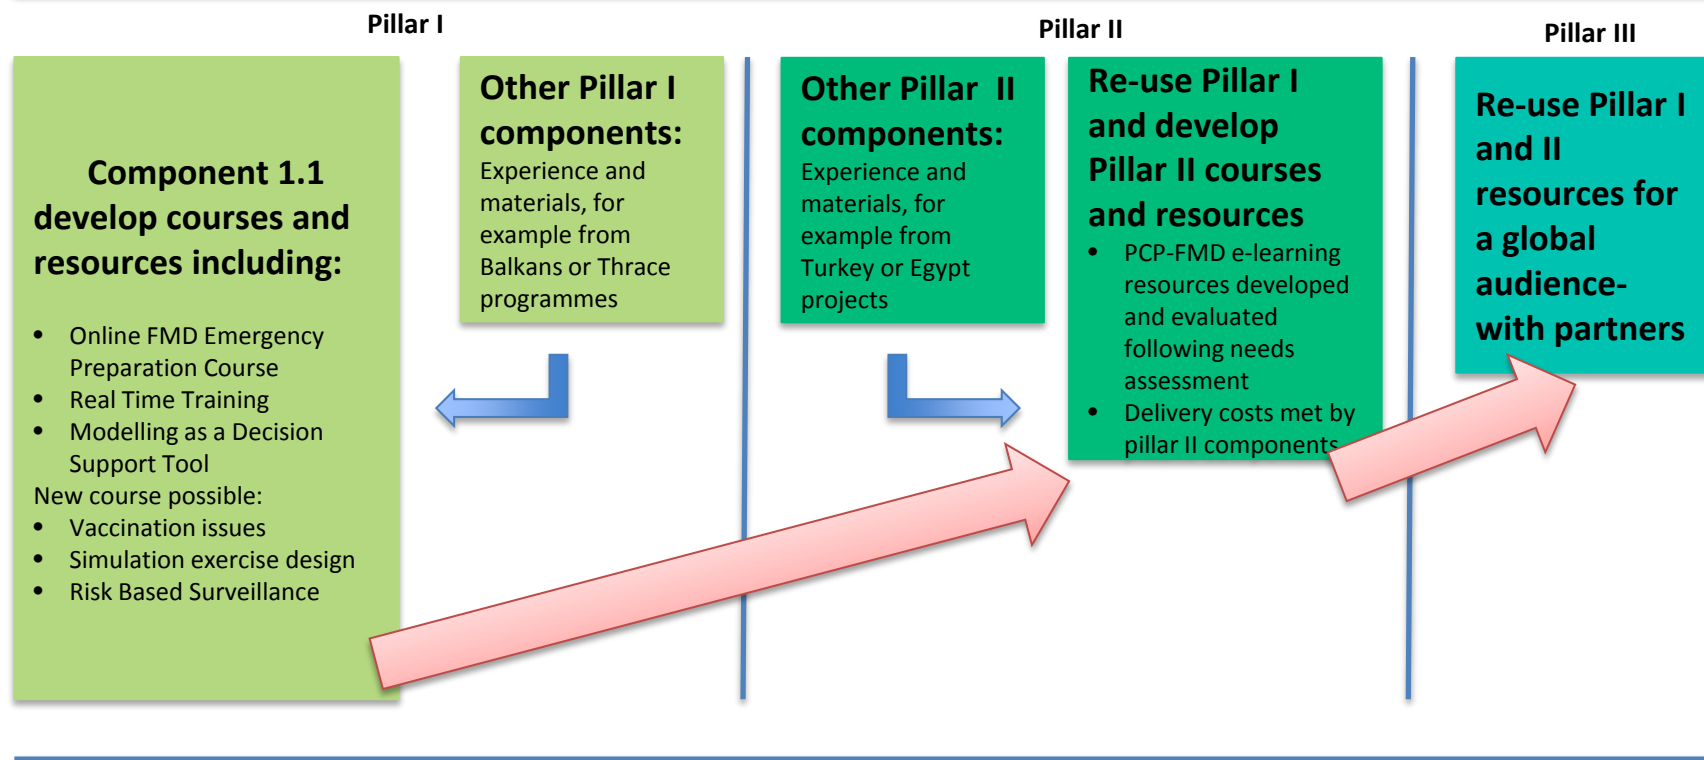 Pillar I
Pillar II
Pillar III
Component 1.1
develop courses and
resources including:
• Online FMD Emergency
Preparation Course
• Real Time Training
• Modelling as a Decision
Support Tool
New course possible:
• Vaccination issues
• Simulation exercise design
• Risk Based Surveillance
Other Pillar I
components:
Experience and
materials, for
example from
Balkans or Thrace
programmes
Other Pillar II
components:
Experience and
materials, for
example from
Turkey or Egypt
projects
Re-use Pillar I
and develop
Pillar II courses
and resources
• PCP-FMD e-learning
resources developed
and evaluated
following needs
assessment
• Delivery costs met by
pillar II components
Re-use Pillar I
and II
resources for
a global
audience-
with partners